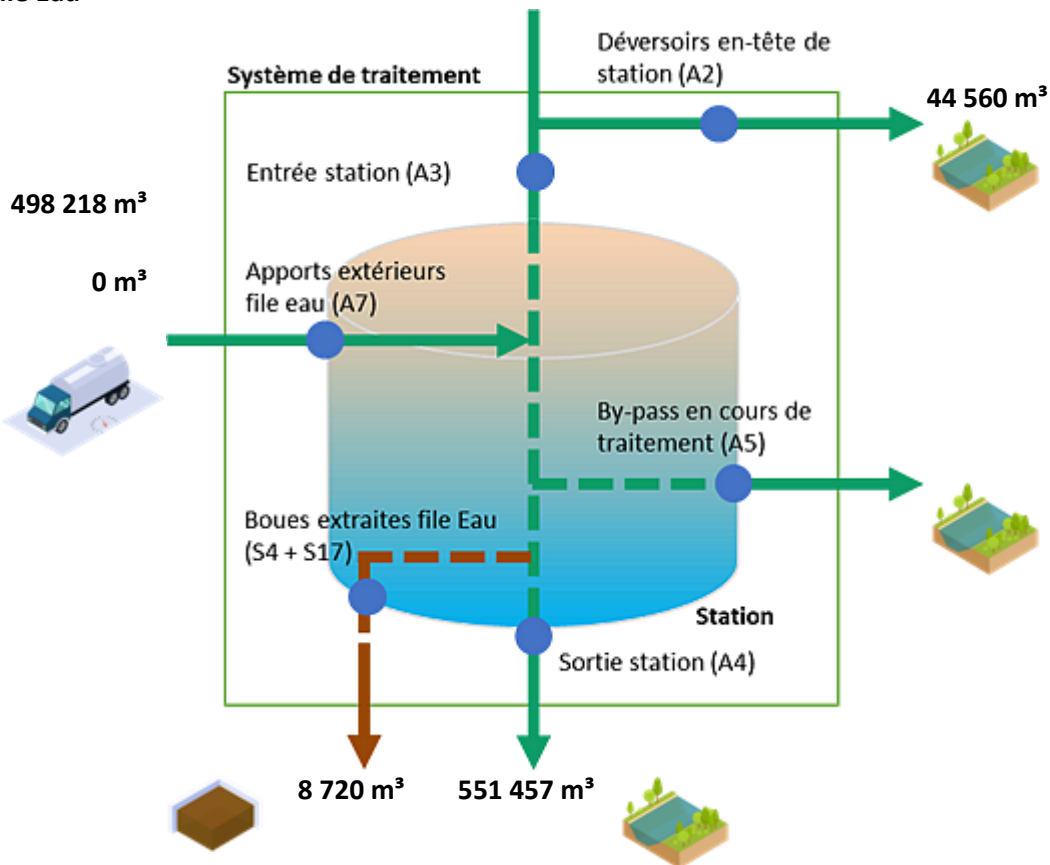 Déversoirs en-tête de
station (A2)
Système de traitement
44 560 m³
Entrée station (A3)
498 218 m³
Apports extérieurs
file eau (A7)
0 m³
By-pass en cours de
traitement (A5)
Boues extraites file Eau
(S4 + S17)
Station
Sortie station (A4)
8 720 m³
551 457 m³